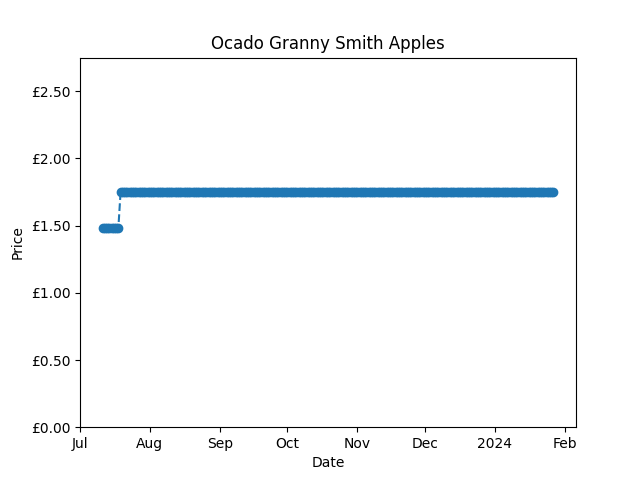 Ocado Granny Smith Apples
£2.50
£2.00
£1.50
£1.00
£0.50
£0.00
Price
Jul Aug Sep Oct Nov Dec 2024 Feb
Date